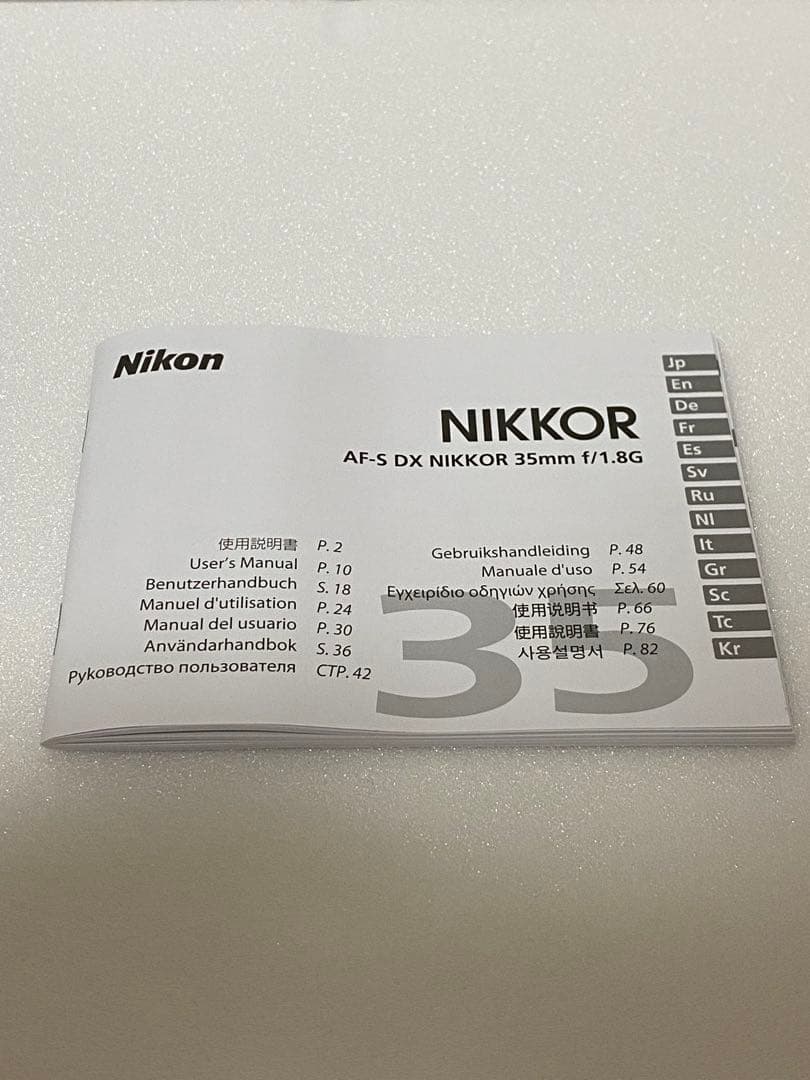 Nikon
NIKKOR
AF-S DX NIKKOR 35mm f/1.8G
使用説明書 P. 2
User's Manual P. 10
Benutzerhandbuch S. 18
Manuel d'utilisation P. 24
Manual del usuario P. 30
Användarhandbok S. 36
Руководство пользователя СТР. 42
Gebruikshandleiding P. 48
Manuale d'uso P. 54
Εγχειρίδιο οδηγιών χρήσης Σελ. 60
使用说明书 P. 66
使用說明書 P. 76
사용설명서 P. 82
35
Jp
En
De
Fr
Es
Sv
Ru
Nl
It
Gr
Sc
Tc
Kr